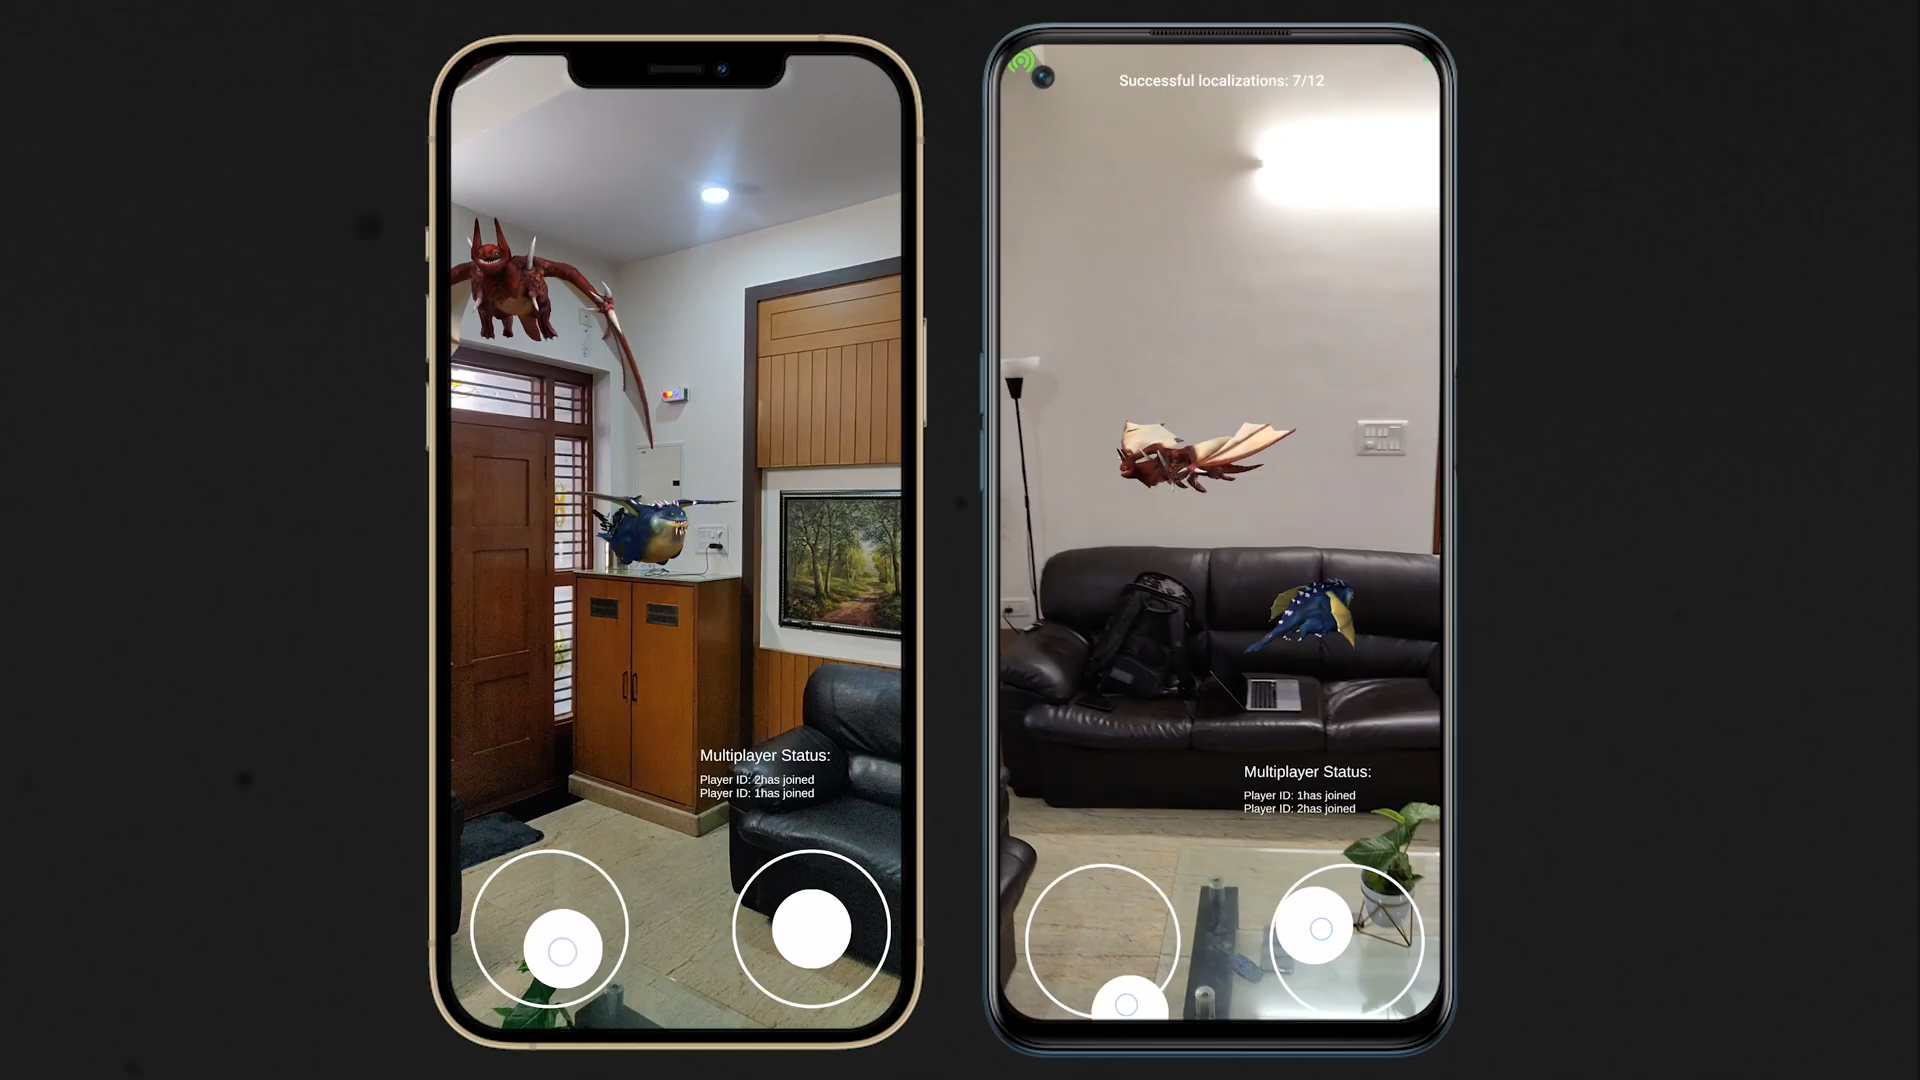 Multiplayer Status:
Player ID: 2has joined
Player ID: 1has joined
Successful localizations: 7/12
Multiplayer Status:
Player ID: 1has joined
Player ID: 2has joined